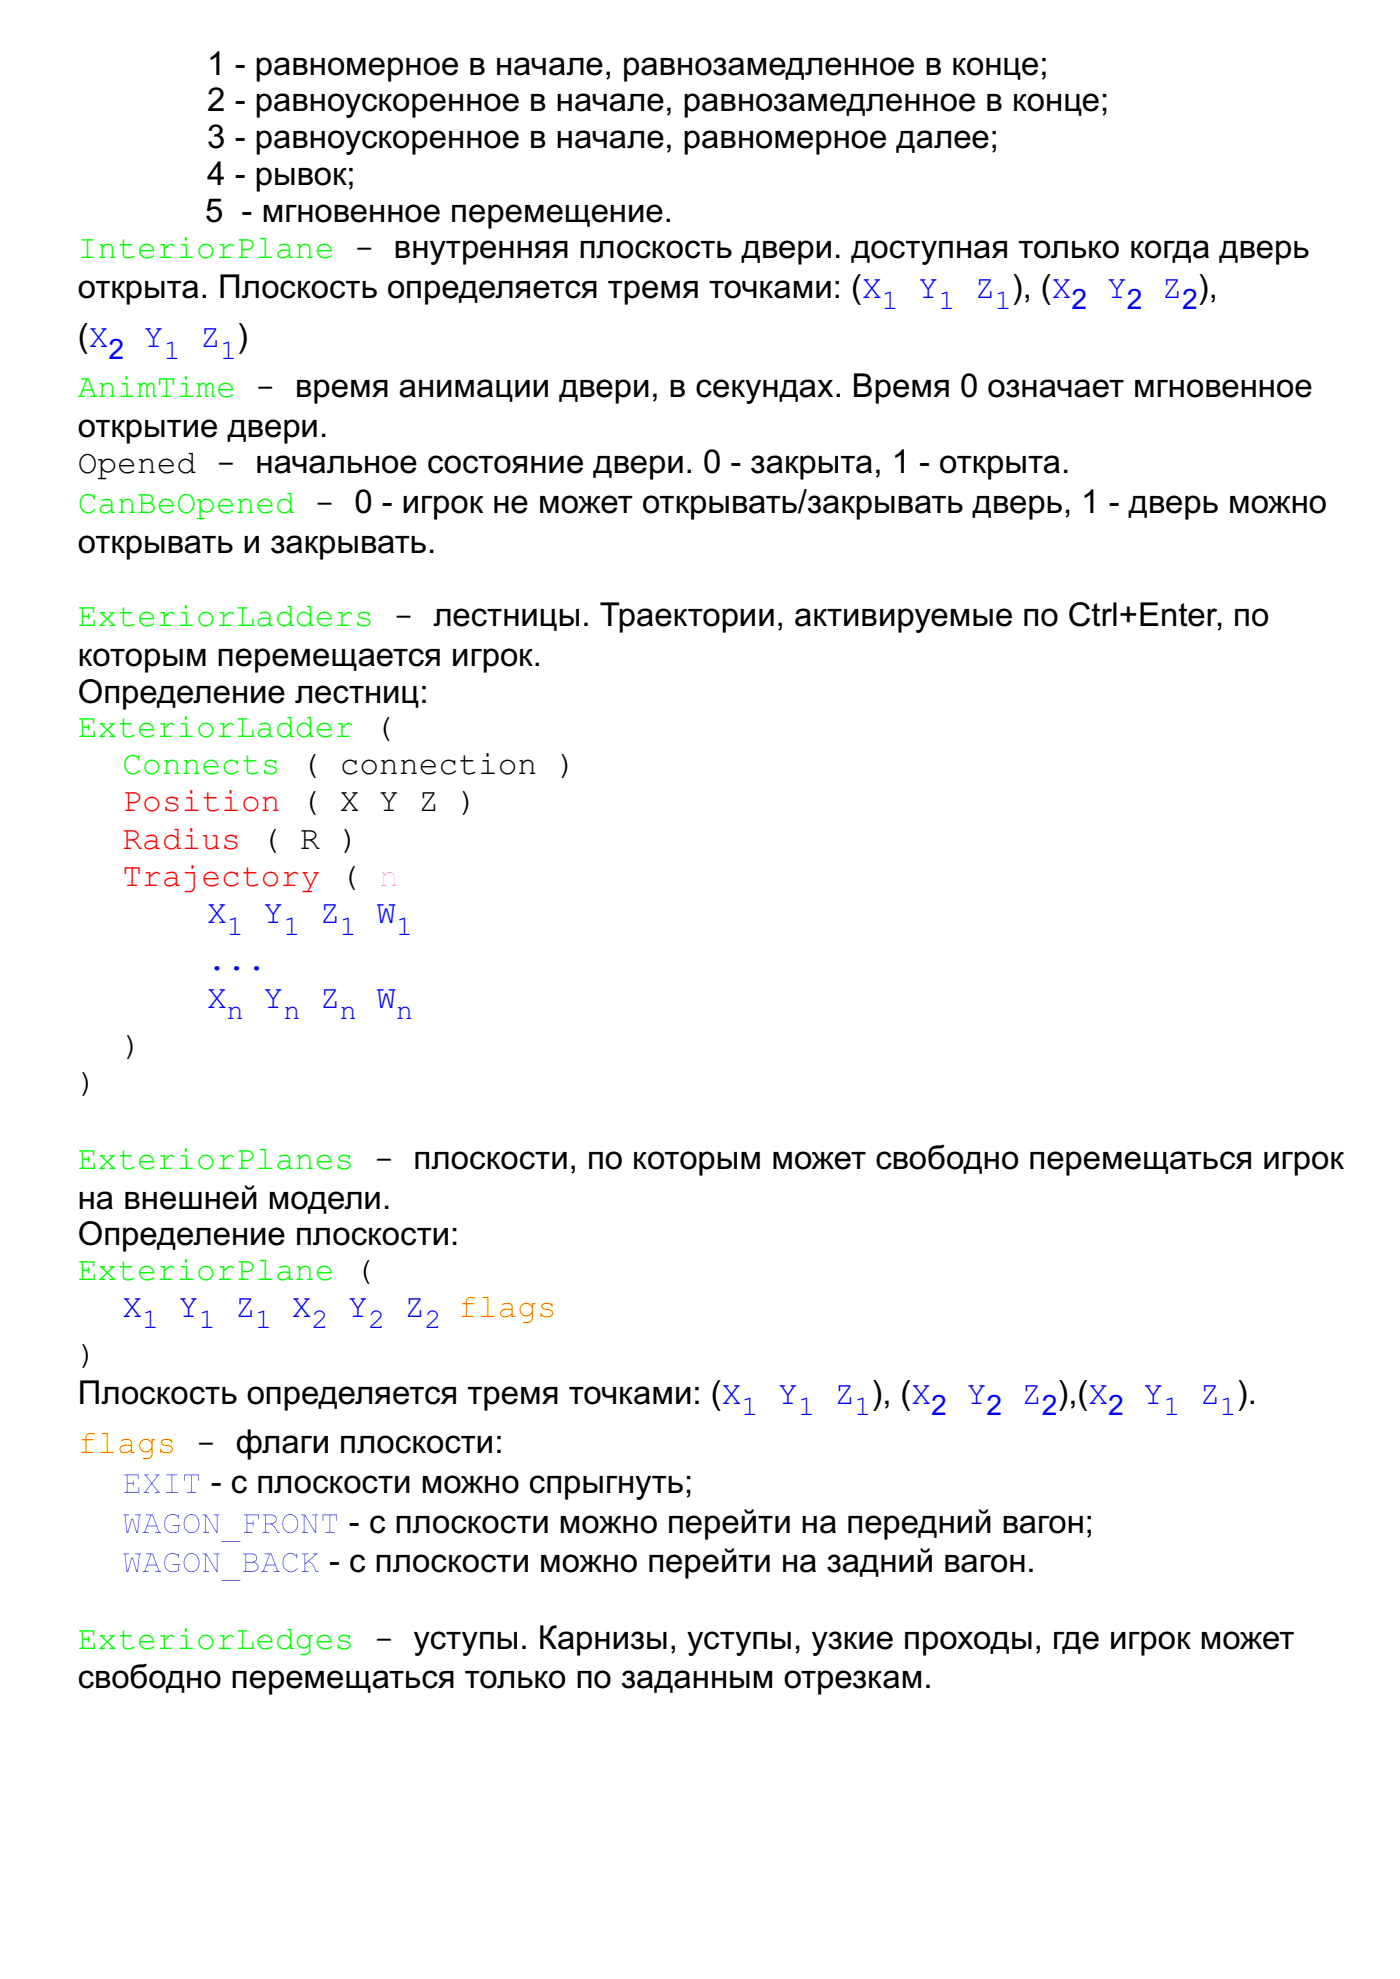 1 - равномерное в начале, равнозамедленное в конце;
2 - равноускоренное в начале, равнозамедленное в конце;
3 - равноускоренное в начале, равномерное далее;
4 - рывок;
5 - мгновенное перемещение.
InteriorPlane – внутренняя плоскость двери. доступная только когда дверь
открыта. Плоскость определяется тремя точками: (X1 Y1 Z1), (X2 Y2 Z2),
(X2 Y1 Z1)
AnimTime – время анимации двери, в секундах. Время 0 означает мгновенное
открытие двери.
Opened – начальное состояние двери. 0 - закрыта, 1 - открыта.
CanBeOpened – 0 - игрок не может открывать/закрывать дверь, 1 - дверь можно
открывать и закрывать.
ExteriorLadders – лестницы. Траектории, активируемые по Ctrl+Enter, по
которым перемещается игрок.
Определение лестниц:
ExteriorLadder (
Connects ( connection )
Position ( X Y Z )
Radius ( R )
Trajectory ( n
X1 Y1 Z1 W1
...
Xn Yn Zn Wn
)
)
ExteriorPlanes – плоскости, по которым может свободно перемещаться игрок
на внешней модели.
Определение плоскости:
ExteriorPlane (
X1 Y1 Z1 X2 Y2 Z2 flags
)
Плоскость определяется тремя точками: (X1 Y1 Z1), (X2 Y2 Z2),(X2 Y1 Z1).
flags – флаги плоскости:
EXIT - с плоскости можно спрыгнуть;
WAGON_FRONT - с плоскости можно перейти на передний вагон;
WAGON_BACK - с плоскости можно перейти на задний вагон.
ExteriorLedges – уступы. Карнизы, уступы, узкие проходы, где игрок может
свободно перемещаться только по заданным отрезкам.